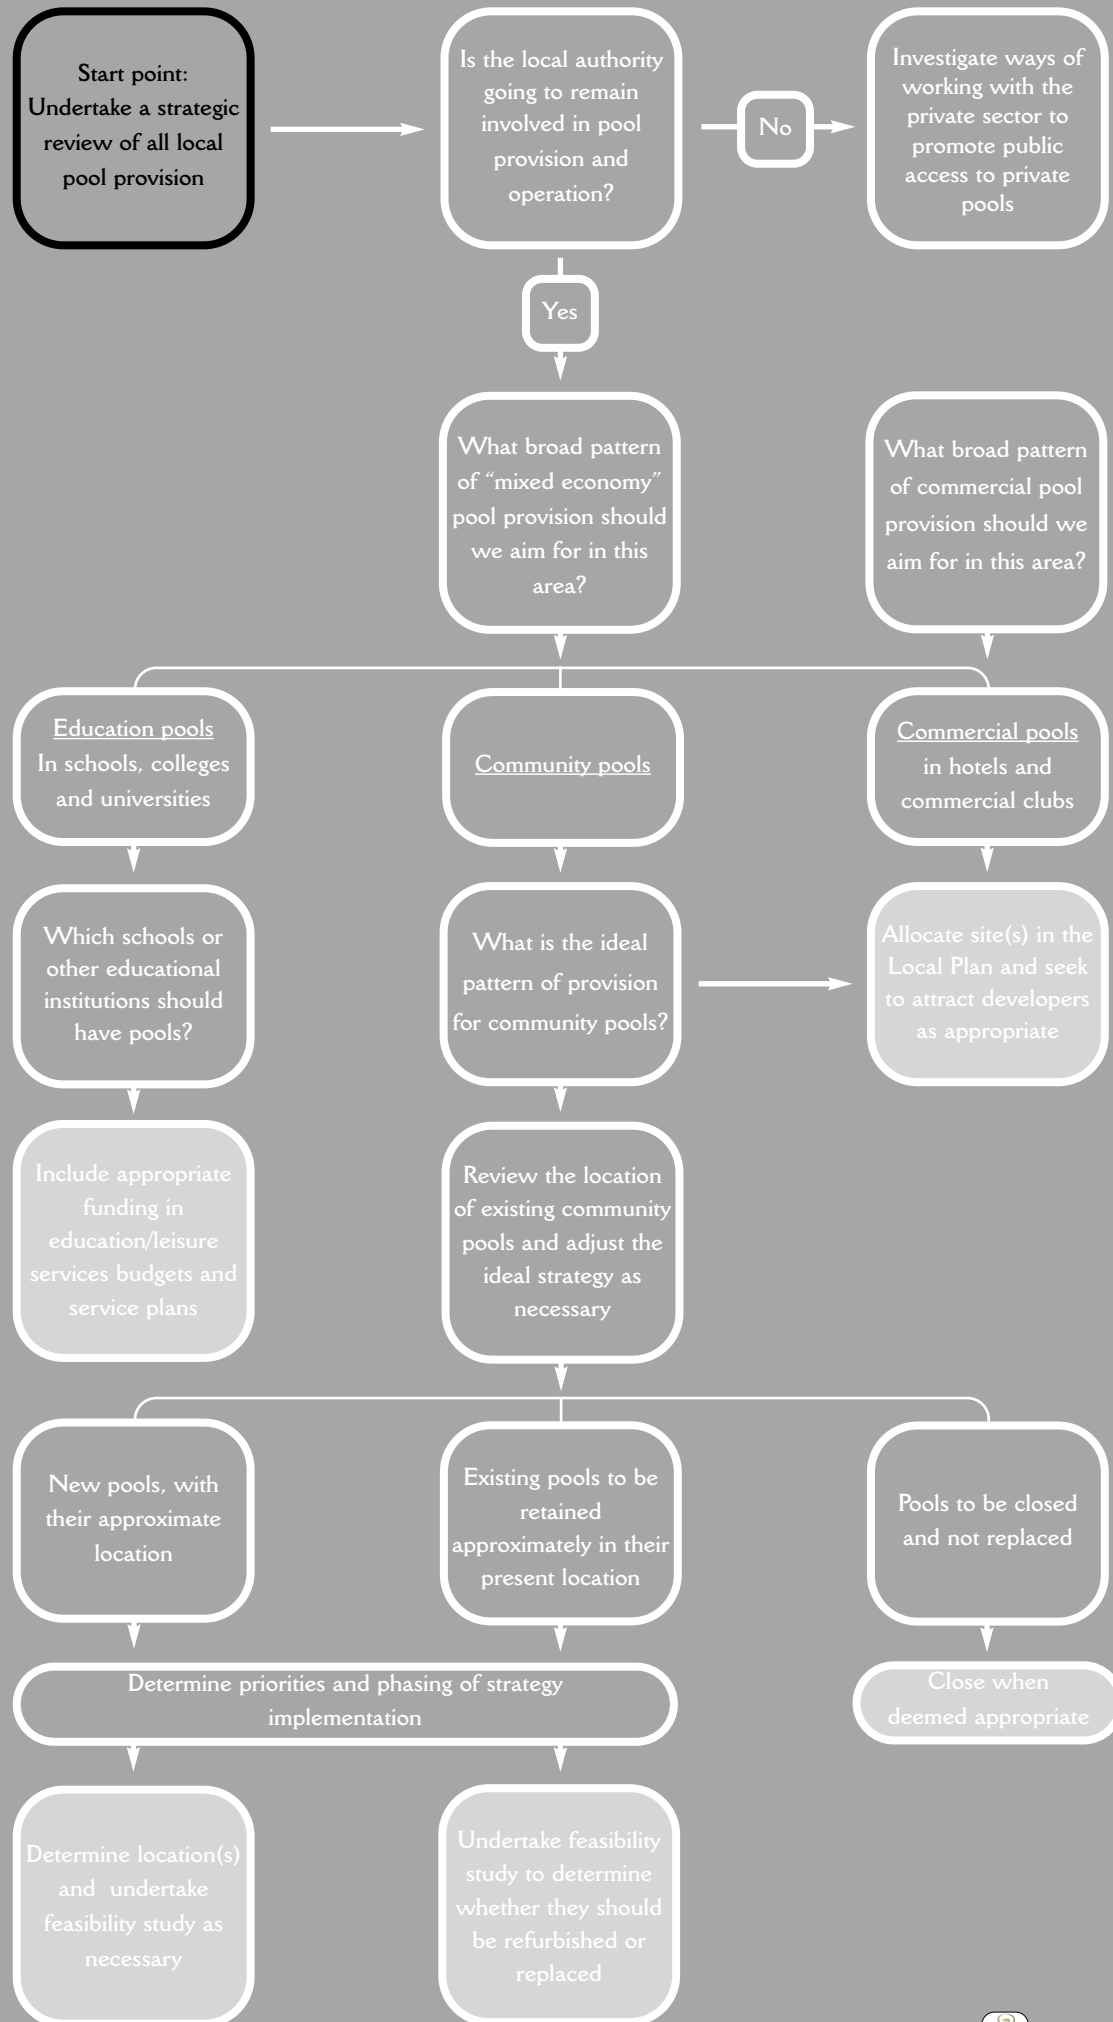 Start point:
Undertake a strategic
review of all local
pool provision
Is the local authority
going to remain
involved in pool
provision and
operation?
No
Investigate ways of
working with the
private sector to
promote public
access to private
pools
Yes
What broad pattern
of “mixed economy”
pool provision should
we aim for in this
area?
What broad pattern
of commercial pool
provision should we
aim for in this area?
Education pools
In schools, colleges
and universities
Community pools
Commercial pools
in hotels and
commercial clubs
Which schools or
other educational
institutions should
have pools?
What is the ideal
pattern of provision
for community pools?
Allocate site(s) in the
Local Plan and seek
to attract developers
as appropriate
Include appropriate
funding in
education/leisure
services budgets and
service plans
Review the location
of existing community
pools and adjust the
ideal strategy as
necessary
New pools, with
their approximate
location
Existing pools to be
retained
approximately in their
present location
Pools to be closed
and not replaced
Determine priorities and phasing of strategy
implementation
Close when
deemed appropriate
Determine location(s)
and undertake
feasibility study as
necessary
Undertake feasibility
study to determine
whether they should
be refurbished or
replaced